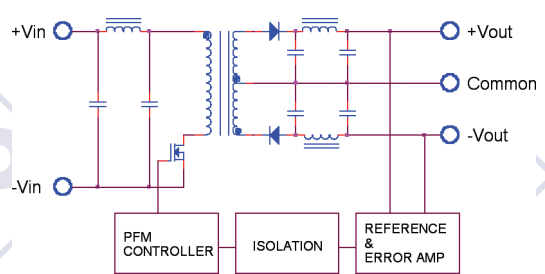 +Vin
+Vout
Common
-Vout
-Vin
PFM
CONTROLLER
ISOLATION
REFERENCE
&
ERROR AMP